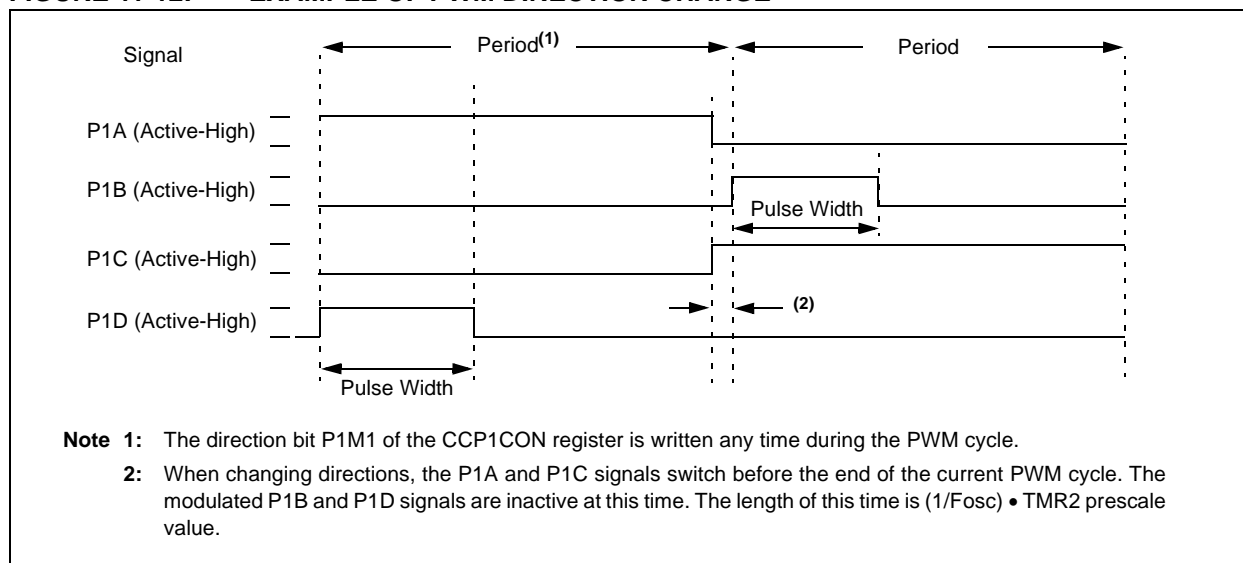 Signal
Period(1)
Period
P1A (Active-High)
P1B (Active-High)
Pulse Width
P1C (Active-High)
(2)
P1D (Active-High)
Pulse Width
Note 1: The direction bit P1M1 of the CCP1CON register is written any time during the PWM cycle.
2: When changing directions, the P1A and P1C signals switch before the end of the current PWM cycle. The
modulated P1B and P1D signals are inactive at this time. The length of this time is (1/Fosc) • TMR2 prescale
value.